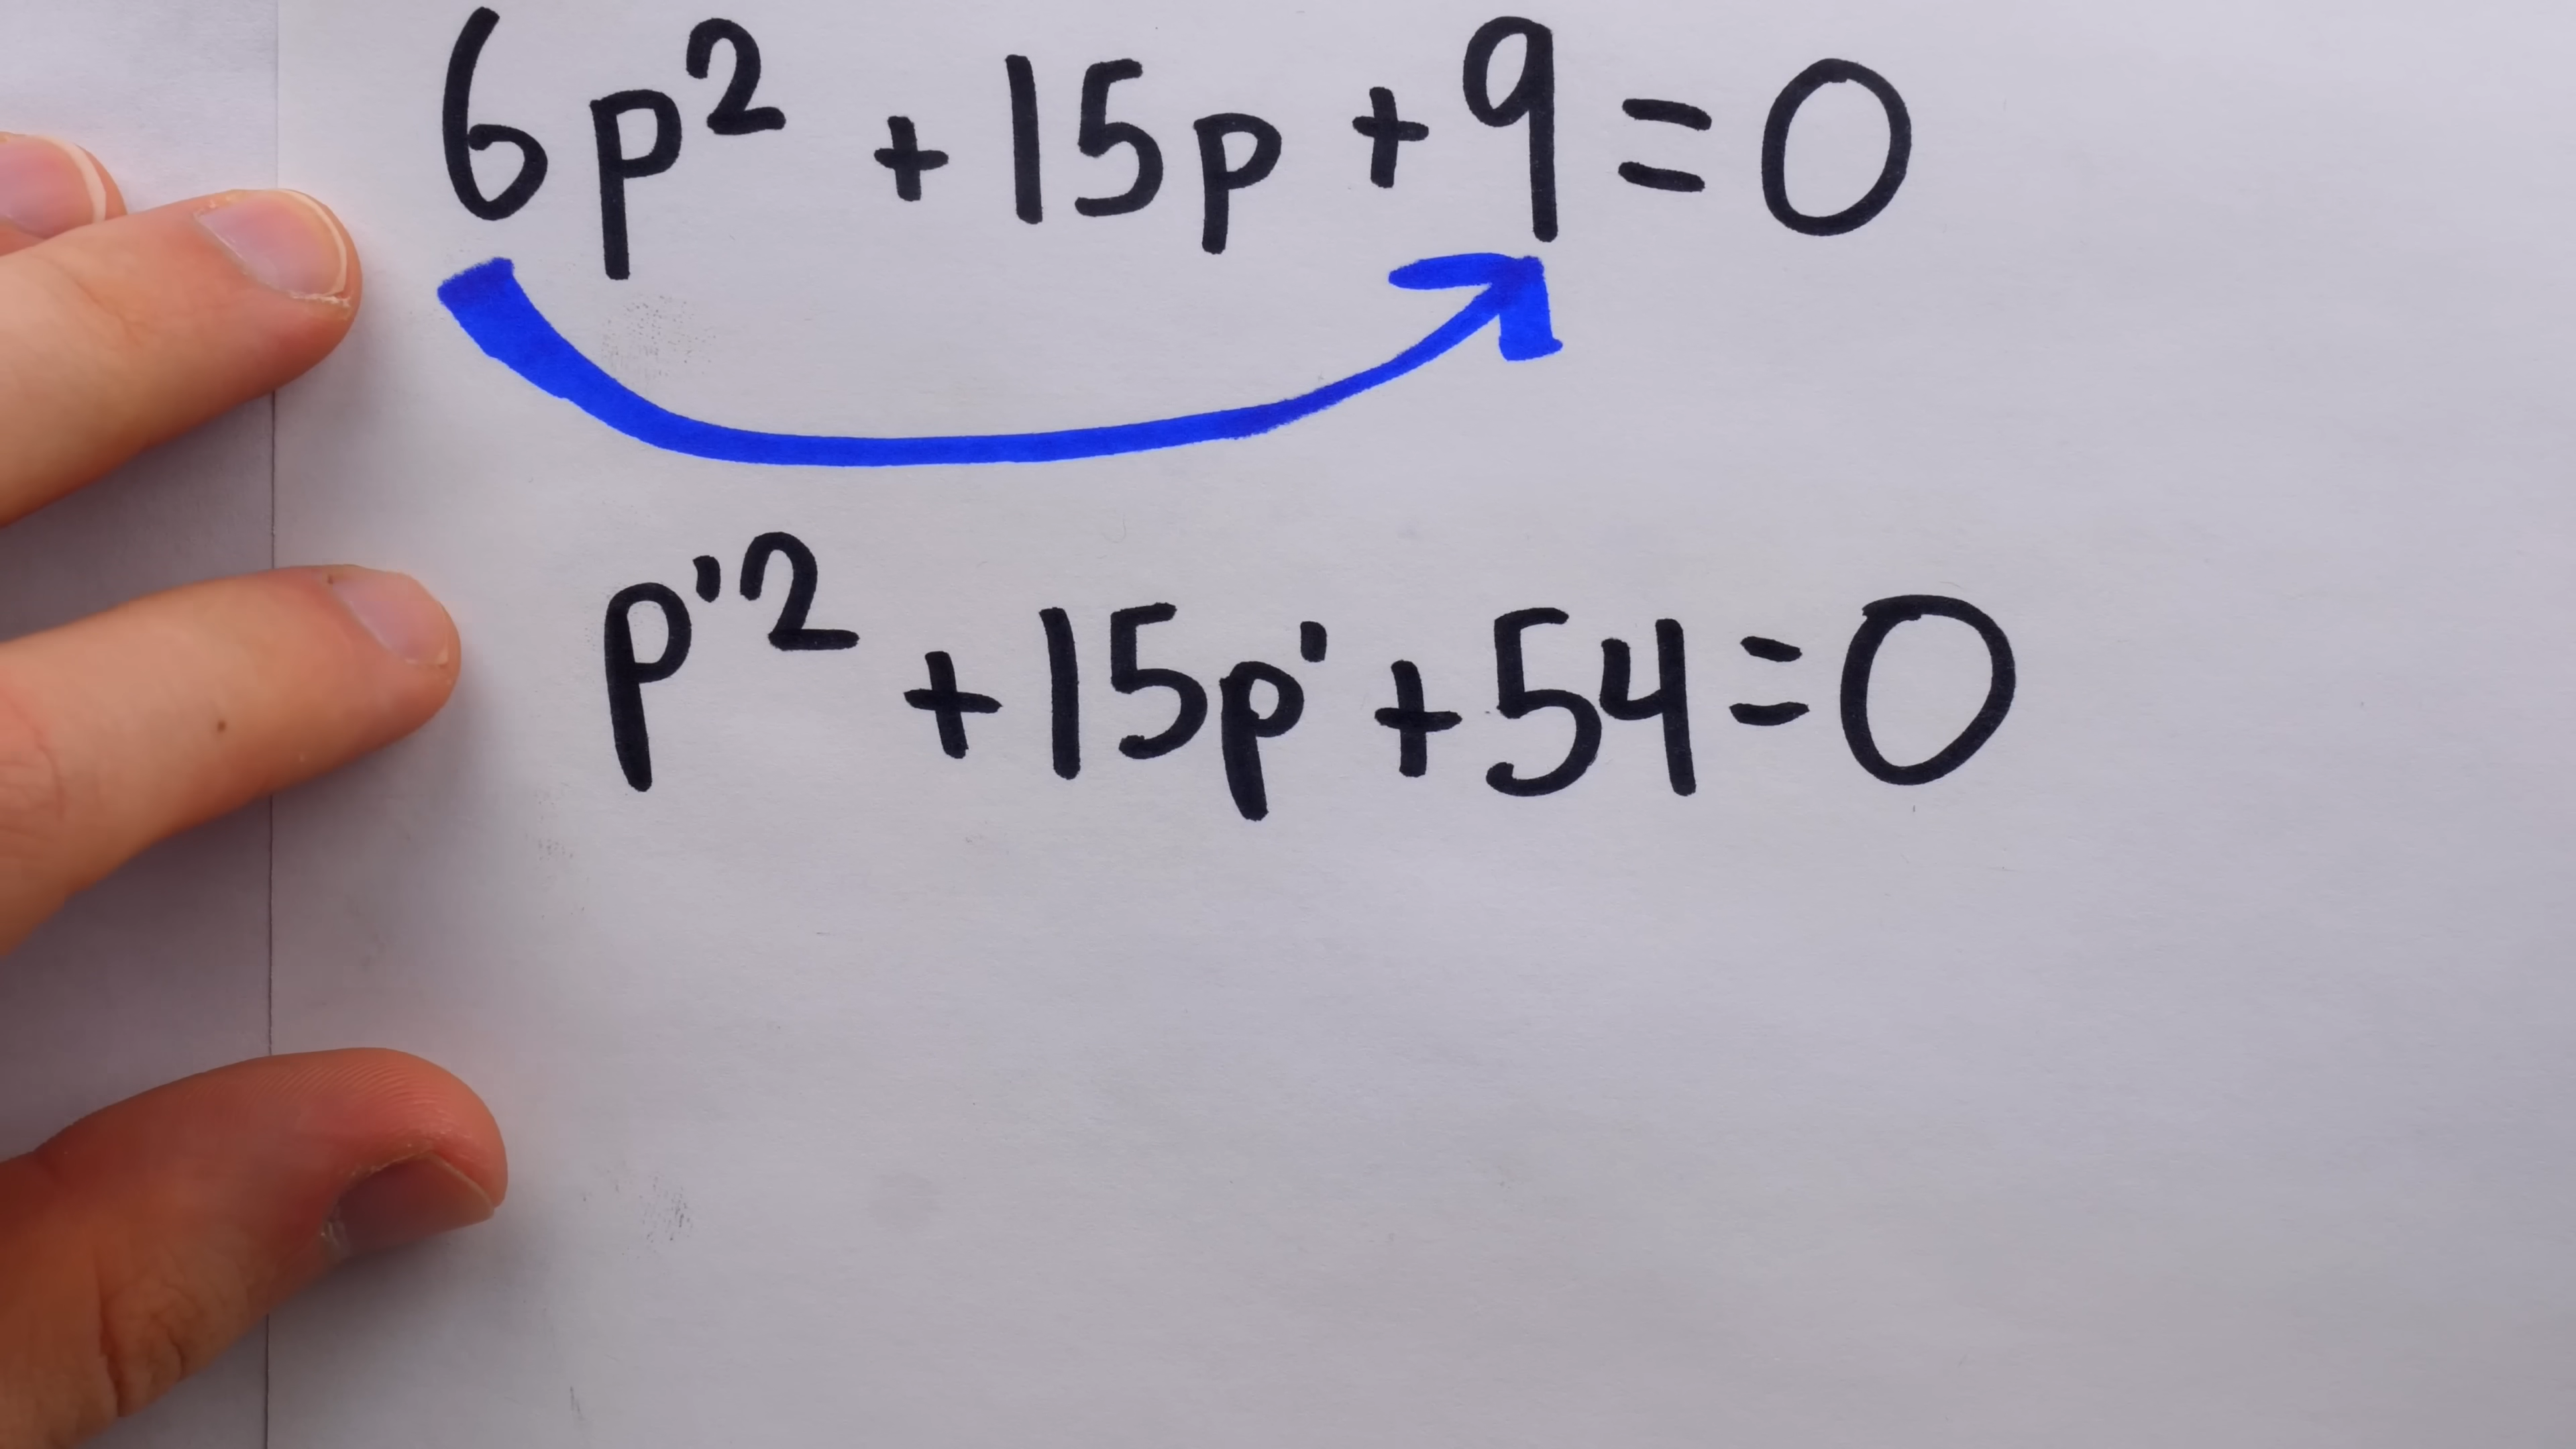 6p² + 15p + 9 = 0
p'² + 15p' + 54 = 0